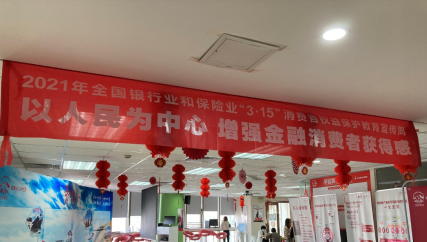 2021年全国银行业和保险业“3·15”消费者权益保护教育宣传周
以人民为中心 增强金融消费者获得感